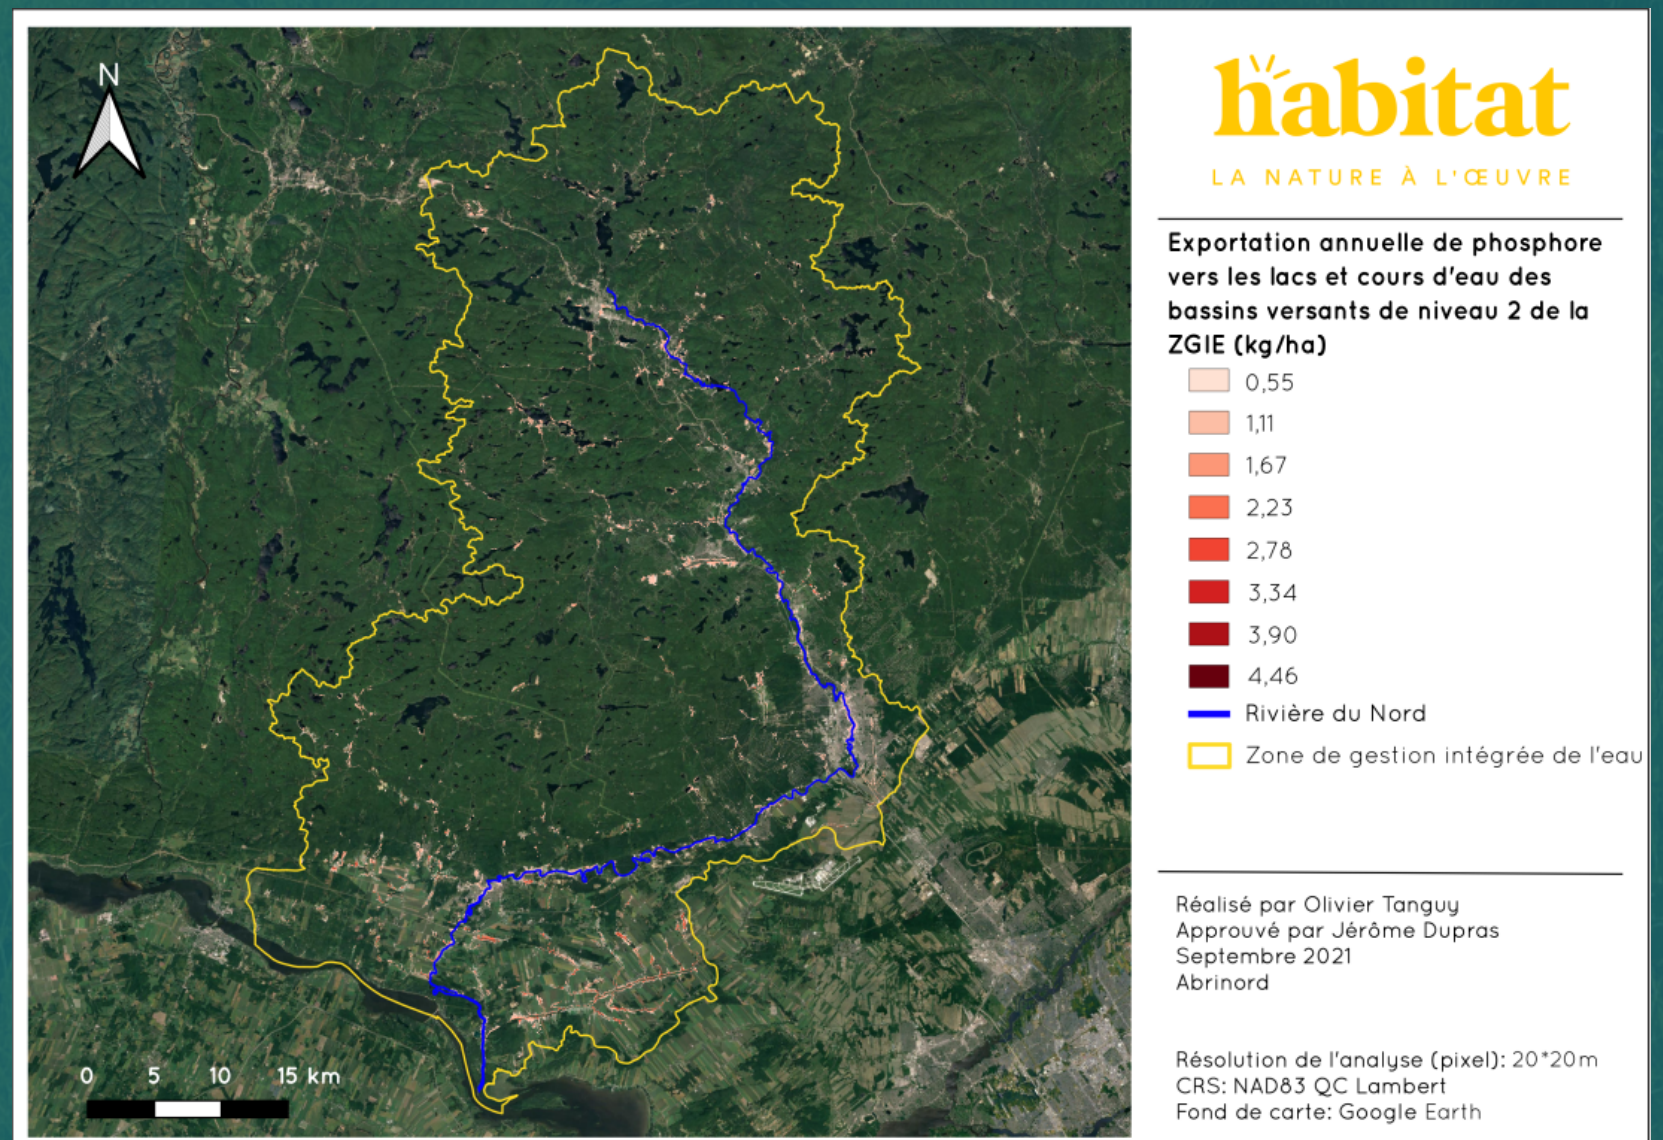 N
habitat
LA NATURE À L'ŒUVRE
Exportation annuelle de phosphore
vers les lacs et cours d'eau des
bassins versants de niveau 2 de la
ZGIE (kg/ha)
0,55
1,11
1,67
2,23
2,78
3,34
3,90
4,46
Rivière du Nord
Zone de gestion intégrée de l'eau
Réalisé par Olivier Tanguy
Approuvé par Jérôme Dupras
Septembre 2021
Abrinord
Résolution de l'analyse (pixel): 20*20m
CRS: NAD83 QC Lambert
Fond de carte: Google Earth
0 5 10 15 km